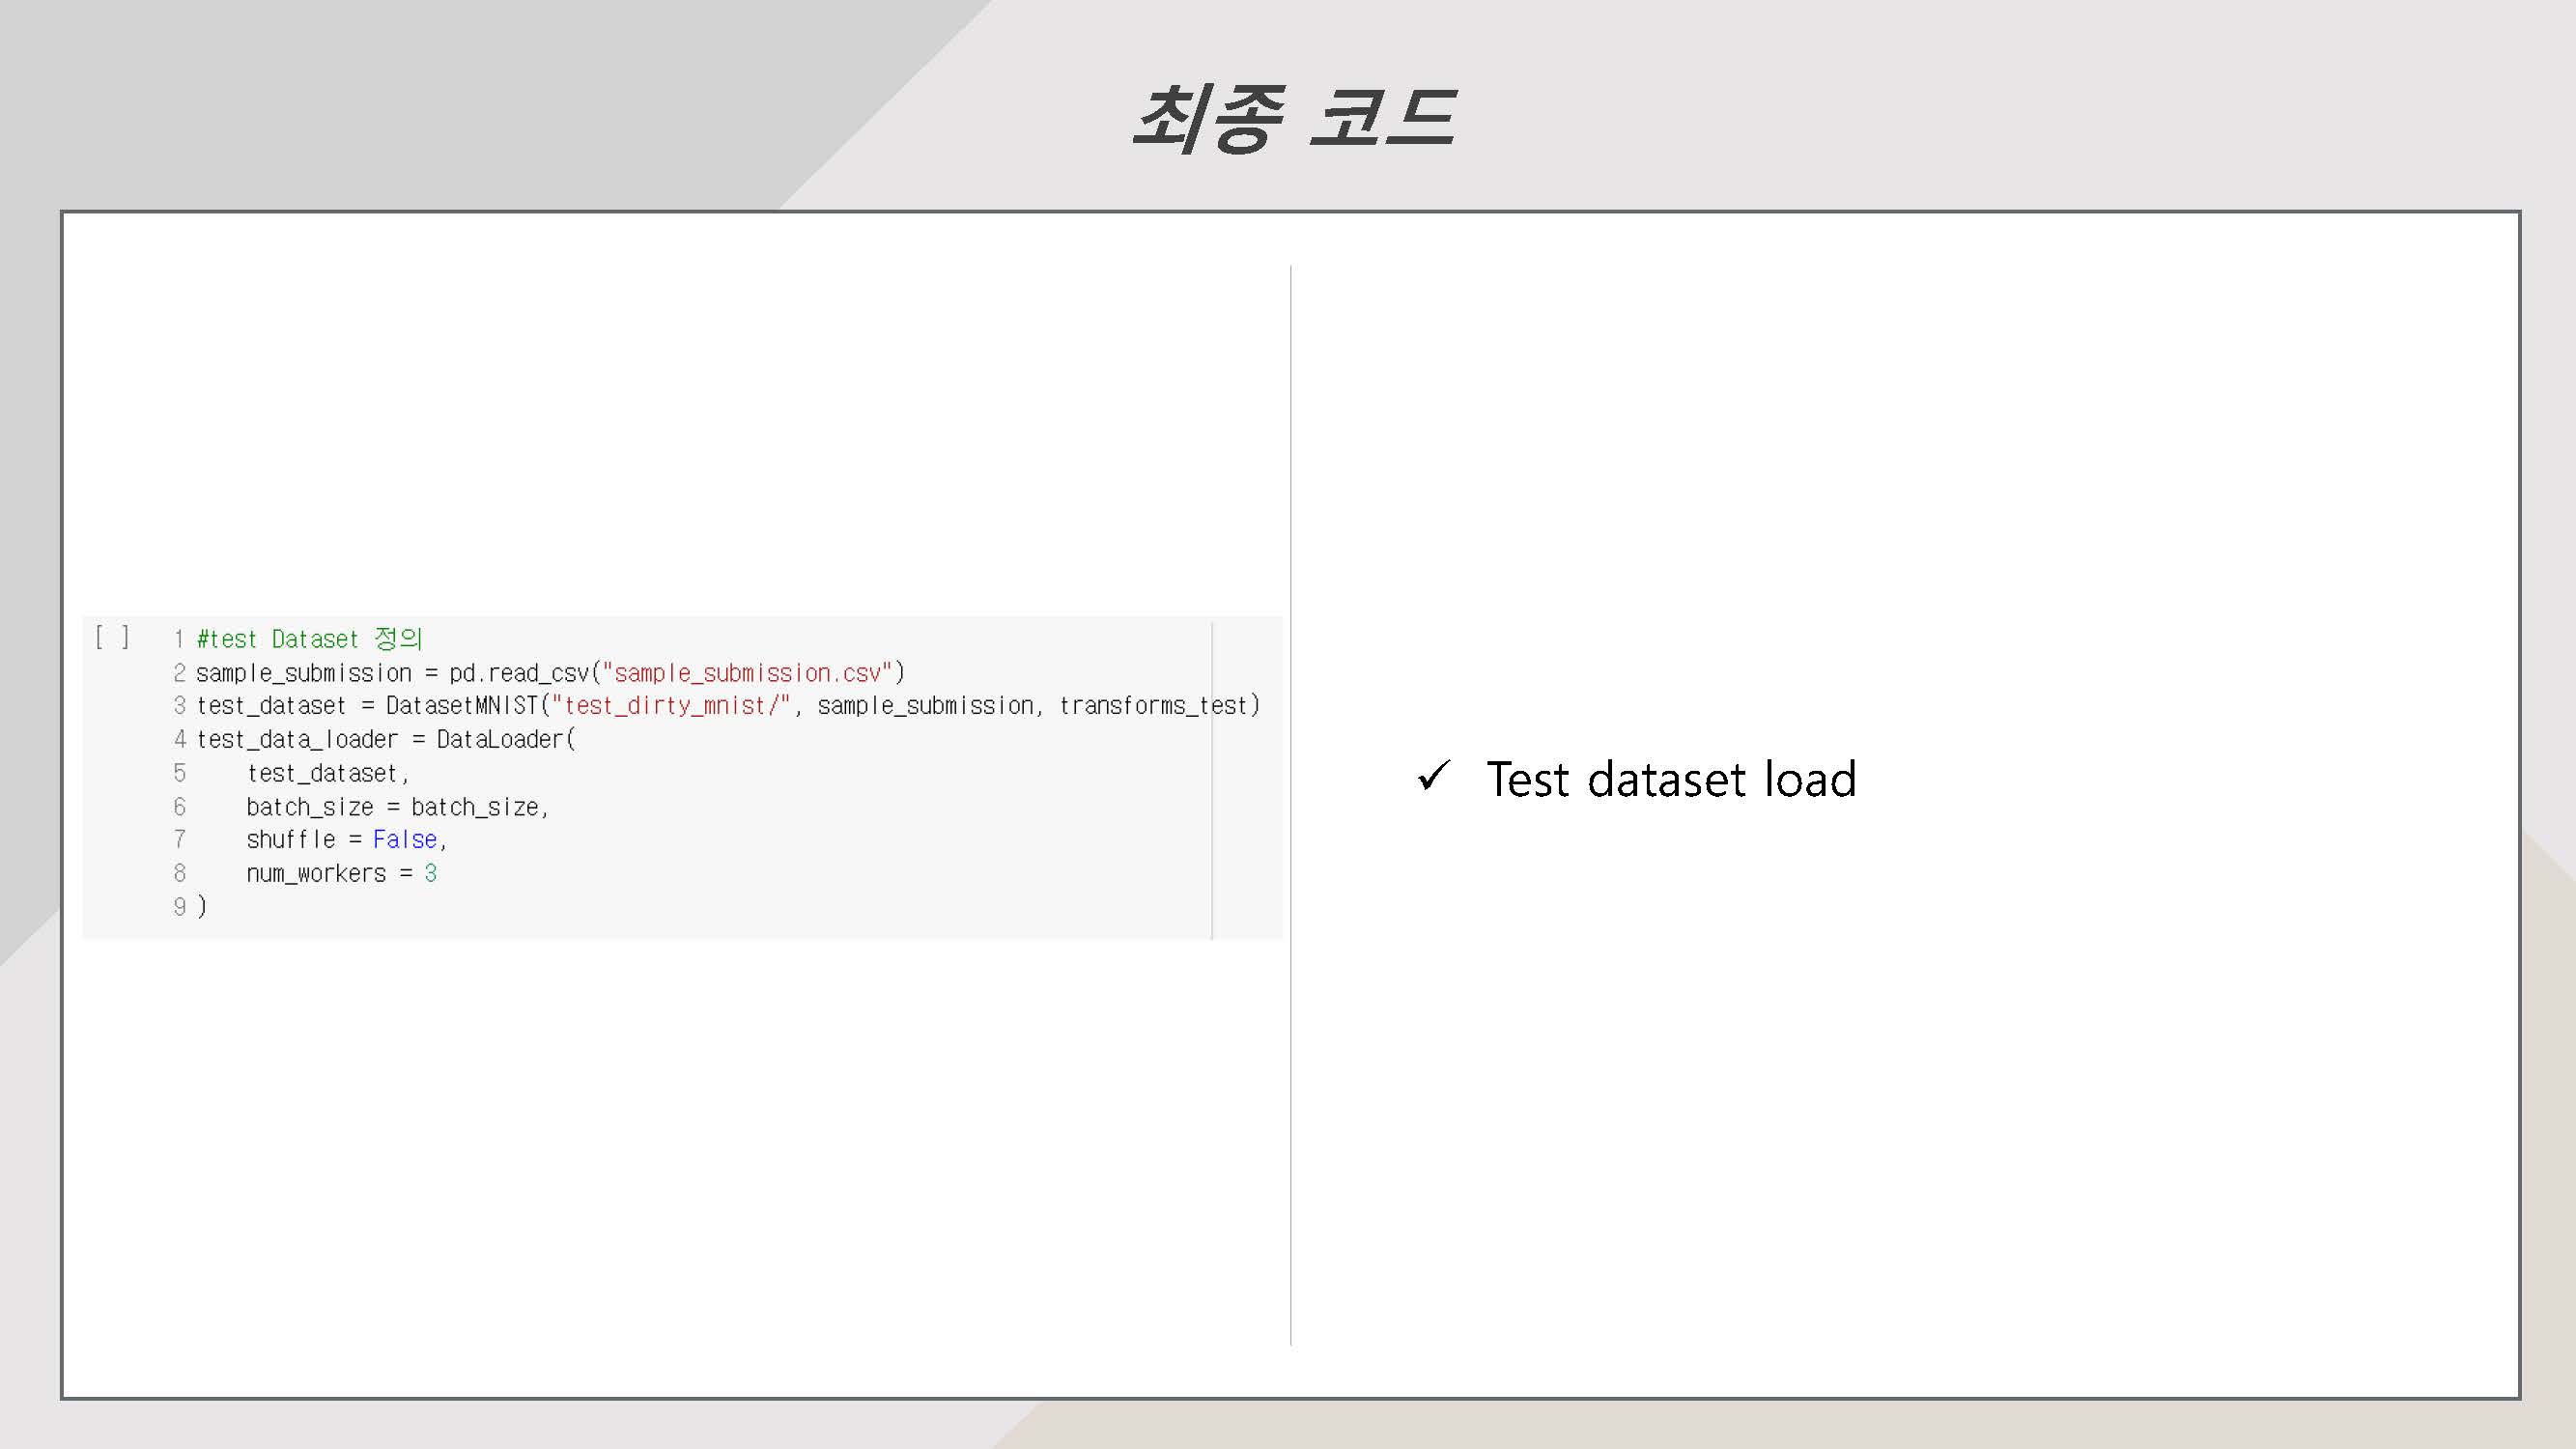 최종 코드
[ ] 1 #test Dataset 정의
2 sample_submission = pd.read_csv("sample_submission.csv")
3 test_dataset = DatasetMNIST("test_dirty_mnist/", sample_submission, transforms_test)
4 test_data_loader = DataLoader(
5     test_dataset,
6     batch_size = batch_size,
7     shuffle = False,
8     num_workers = 3
9 )
✓ Test dataset load